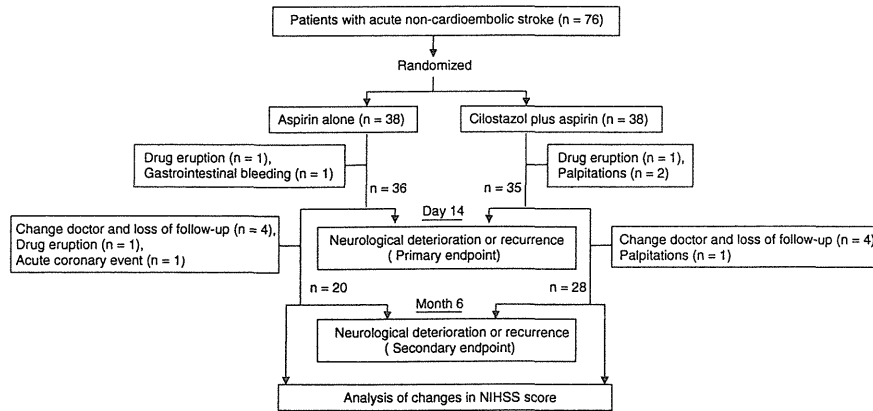 Patients with acute non-cardioembolic stroke (n = 76)
Randomized
Aspirin alone (n = 38)
Cilostazol plus aspirin (n = 38)
Drug eruption (n = 1),
Gastrointestinal bleeding (n = 1)
Drug eruption (n = 1),
Palpitations (n = 2)
n = 36
n = 35
Day 14
Change doctor and loss of follow-up (n = 4),
Drug eruption (n = 1),
Acute coronary event (n = 1)
Neurological deterioration or recurrence
( Primary endpoint)
Change doctor and loss of follow-up (n = 4)
Palpitations (n = 1)
n = 20
n = 28
Month 6
Neurological deterioration or recurrence
( Secondary endpoint)
Analysis of changes in NIHSS score